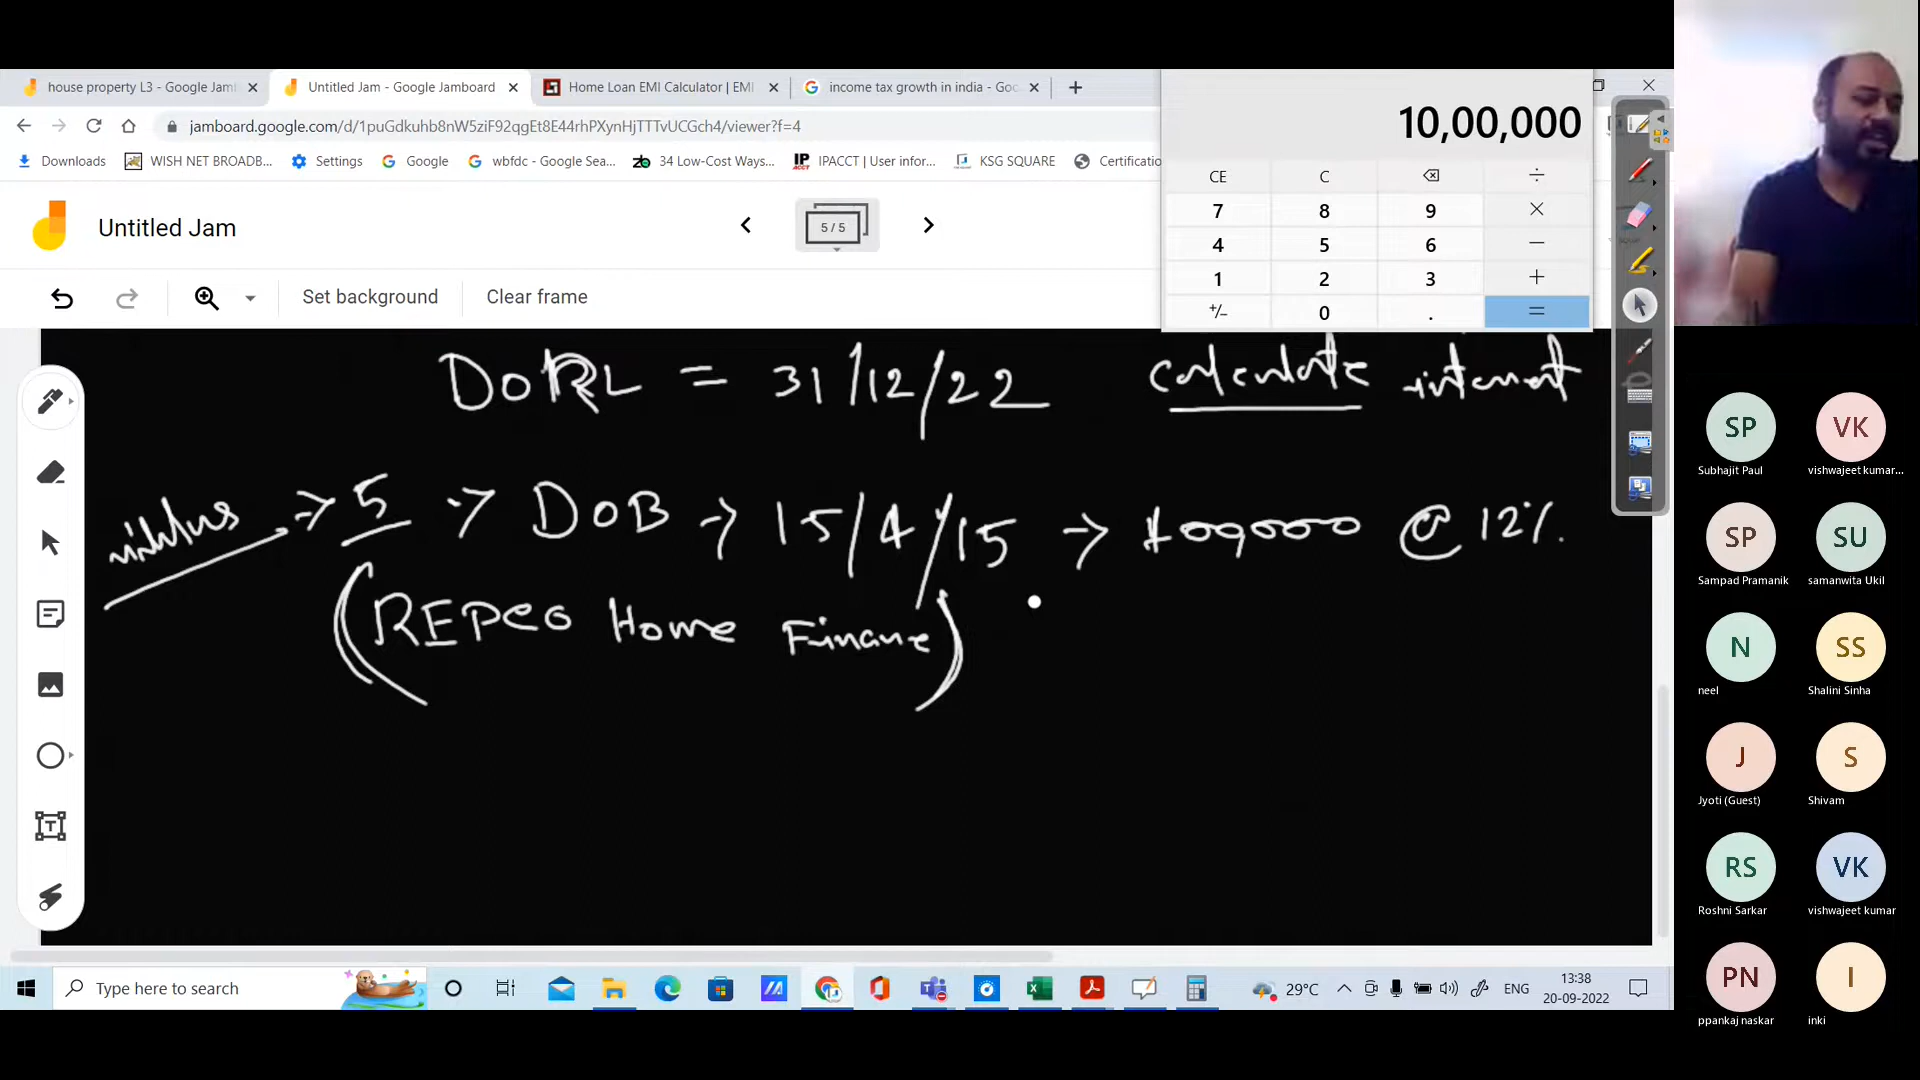 house property L3 - Google Jam
Untitled Jam - Google Jamboard
Home Loan EMI Calculator | EMI
income tax growth in india - Goo
jamboard.google.com/d/1puGdkuhb8nW5ziF92qgEt8E44rhPXynHjTTTvUCGch4/viewer?f=4
Downloads WISH NET BROADB... Settings Google wbfdc - Google Sea... 34 Low-Cost Ways... IPACCT | User infor... KSG SQUARE Certificatio
10,00,000
CE C ÷
7 8 9 ×
4 5 6 −
1 2 3 +
+/− 0 . =
Untitled Jam
5 / 5
Set background Clear frame
DORL = 31/12/22 calculate interest
→ 5 → DOB → 15/4/15 → @ 12%.
(REPCO Home Finance)
SP VK
Subhajit Paul vishwajeet kumar...
SP SU
Sampad Pramanik samanwita Ukil
N SS
neel Shalini Sinha
J S
Jyoti (Guest) Shivam
RS VK
Roshni Sarkar vishwajeet kumar
PN I
ppankaj naskar inki
Type here to search
29°C
ENG
13:38
20-09-2022